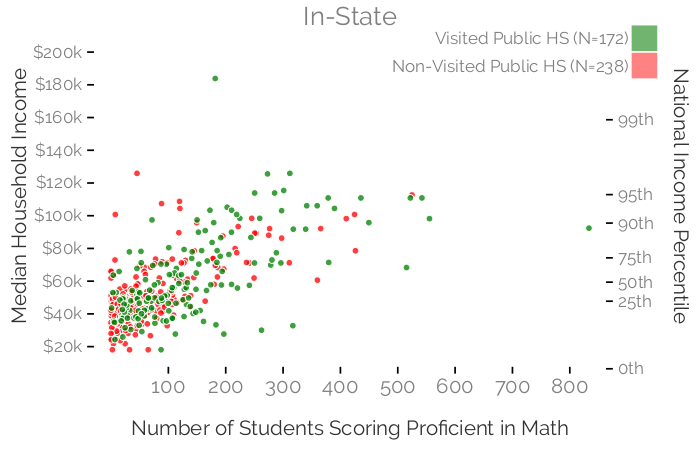 In-State
Visited Public HS (N=172)
Non-Visited Public HS (N=238)
Median Household Income
$200k
$180k
$160k
$140k
$120k
$100k
$80k
$60k
$40k
$20k
National Income Percentile
99th
95th
90th
75th
50th
25th
0th
100 200 300 400 500 600 700 800
Number of Students Scoring Proficient in Math